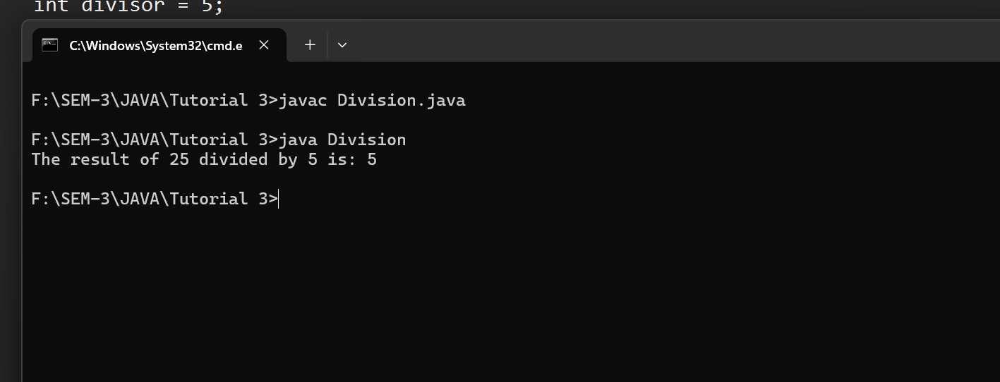 int divisor = 5;
C:\Windows\System32\cmd.e
F:\SEM-3\JAVA\Tutorial 3>javac Division.java
F:\SEM-3\JAVA\Tutorial 3>java Division
The result of 25 divided by 5 is: 5
F:\SEM-3\JAVA\Tutorial 3>